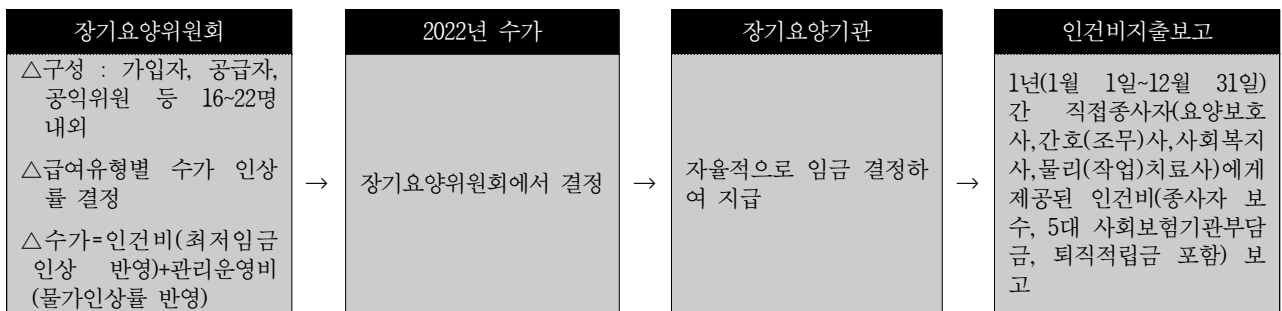 장기요양위원회
△구성 : 가입자, 공급자,
공익위원 등 16~22명
내외
△급여유형별 수가 인상
률 결정
△수가=인건비(최저임금
인상 반영)+관리운영비
(물가인상률 반영)
→
2022년 수가
장기요양위원회에서 결정
→
장기요양기관
자율적으로 임금 결정하
여 지급
→
인건비지출보고
1년(1월 1일~12월 31일)
간 직접종사자(요양보호
사,간호(조무)사,사회복지
사,물리(작업)치료사)에게
제공된 인건비(종사자 보
수, 5대 사회보험기관부담
금, 퇴직적립금 포함) 보
고